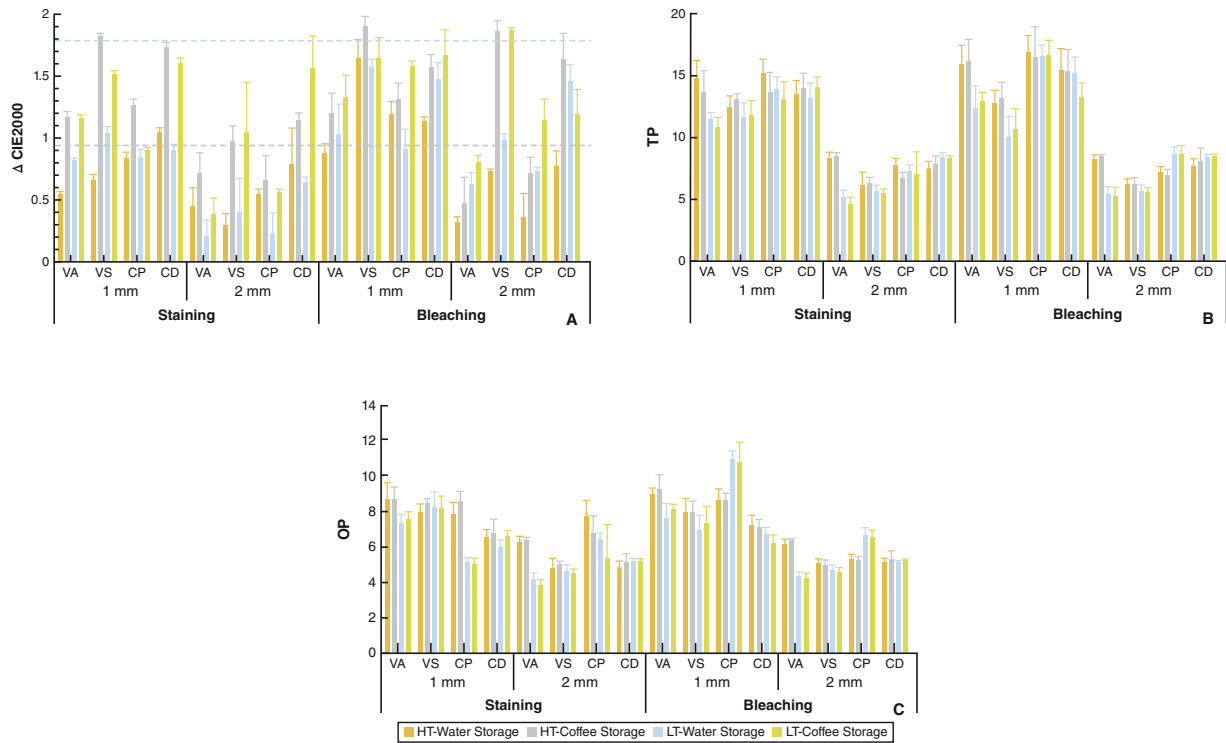 Δ CIE2000
2
1.5
1
0.5
0
VA VS CP CD VA VS CP CD VA VS CP CD VA VS CP CD
1 mm 2 mm 1 mm 2 mm
Staining Bleaching A
TP
20
15
10
5
0
VA VS CP CD VA VS CP CD VA VS CP CD VA VS CP CD
1 mm 2 mm 1 mm 2 mm
Staining Bleaching B
OP
14
12
10
8
6
4
2
0
VA VS CP CD VA VS CP CD VA VS CP CD VA VS CP CD
1 mm 2 mm 1 mm 2 mm
Staining Bleaching C
HT-Water Storage HT-Coffee Storage LT-Water Storage LT-Coffee Storage